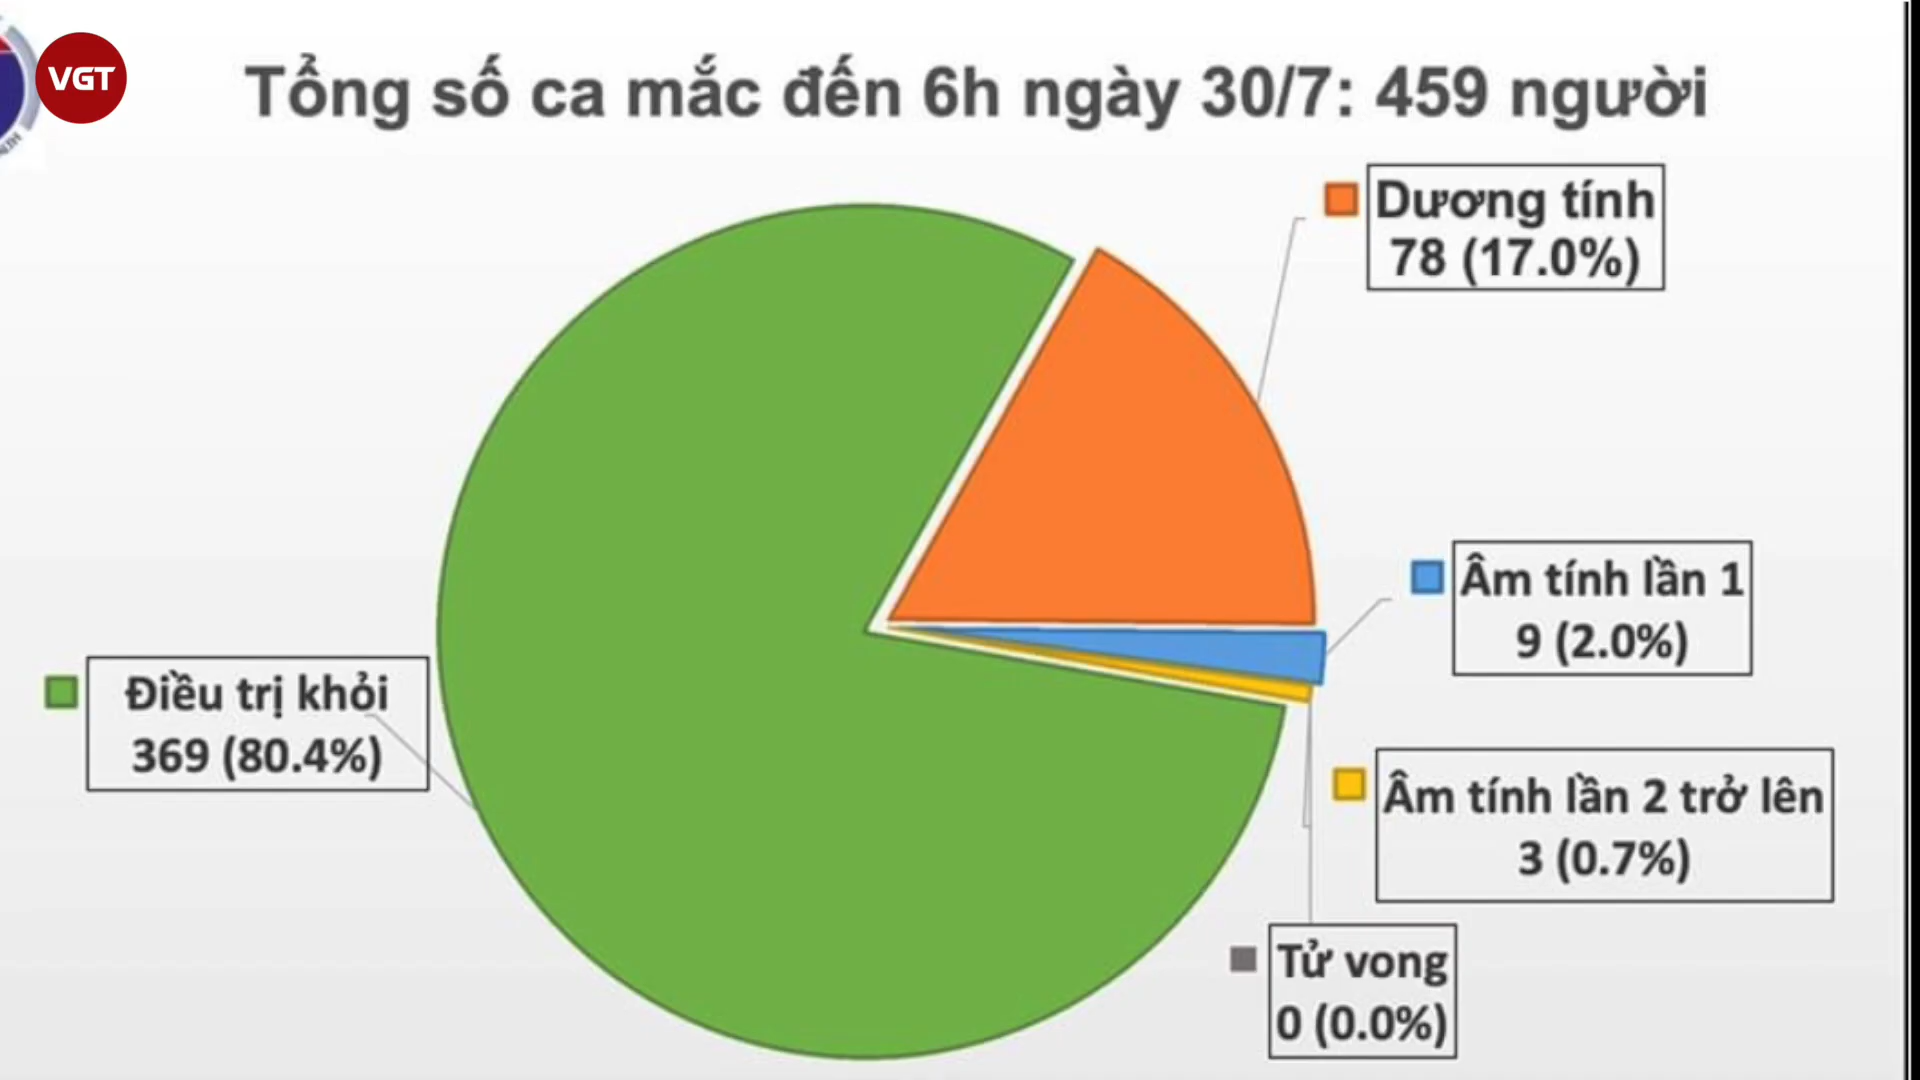 VGT
Tổng số ca mắc đến 6h ngày 30/7: 459 người
Dương tính
78 (17.0%)
Âm tính lần 1
9 (2.0%)
Điều trị khỏi
369 (80.4%)
Âm tính lần 2 trở lên
3 (0.7%)
Tử vong
0 (0.0%)